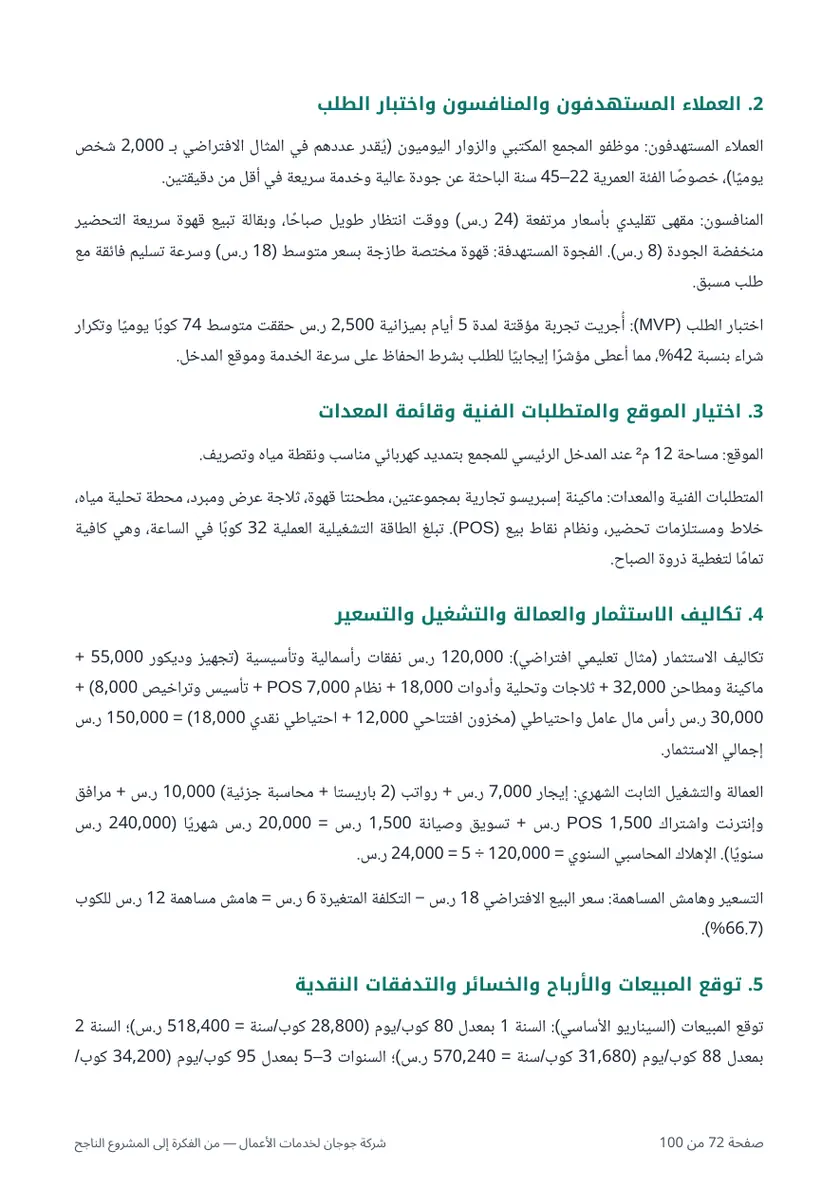 2. العملاء المستهدفون والمنافسون واختبار الطلب
العملاء المستهدفون: موظفو المجمع المكتبي والزوار اليوميون (يُقدر عددهم في المثال الافتراضي بـ 2,000 شخص
يوميًا)، خصوصًا الفئة العمرية 22–45 سنة الباحثة عن جودة عالية وخدمة سريعة في أقل من دقيقتين.
المنافسون: مقهى تقليدي بأسعار مرتفعة (24 ر.س) ووقت انتظار طويل صباحًا، وبقالة تبيع قهوة سريعة التحضير
منخفضة الجودة (8 ر.س). الفجوة المستهدفة: قهوة مختصة طازجة بسعر متوسط (18 ر.س) وسرعة تسليم فائقة مع
طلب مسبق.
اختبار الطلب (MVP): أُجريت تجربة مؤقتة لمدة 5 أيام بميزانية 2,500 ر.س حققت متوسط 74 كوبًا يوميًا وتكرار
شراء بنسبة 42%، مما أعطى مؤشرًا إيجابيًا للطلب بشرط الحفاظ على سرعة الخدمة وموقع المدخل.
3. اختيار الموقع والمتطلبات الفنية وقائمة المعدات
الموقع: مساحة 12 م² عند المدخل الرئيسي للمجمع بتمديد كهربائي مناسب ونقطة مياه وتصريف.
المتطلبات الفنية والمعدات: ماكينة إسبريسو تجارية بمجموعتين، مطحنتا قهوة، ثلاجة عرض ومبرد، محطة تحلية مياه،
خلاط ومستلزمات تحضير، ونظام نقاط بيع (POS). تبلغ الطاقة التشغيلية العملية 32 كوبًا في الساعة، وهي كافية
تمامًا لتغطية ذروة الصباح.
4. تكاليف الاستثمار والعمالة والتشغيل والتسعير
تكاليف الاستثمار (مثال تعليمي افتراضي): 120,000 ر.س نفقات رأسمالية وتأسيسية (تجهيز وديكور 55,000 +
ماكينة ومطاحن 32,000 + ثلاجات وتحلية وأدوات 18,000 + نظام POS 7,000 + تأسيس وتراخيص 8,000) +
30,000 ر.س رأس مال عامل واحتياطي (مخزون افتتاحي 12,000 + احتياطي نقدي 18,000) = 150,000 ر.س
إجمالي الاستثمار.
العمالة والتشغيل الثابت الشهري: إيجار 7,000 ر.س + رواتب (2 باريستا + محاسبة جزئية) 10,000 ر.س + مرافق
وإنترنت واشتراك POS 1,500 ر.س + تسويق وصيانة 1,500 ر.س = 20,000 ر.س شهريًا (240,000 ر.س
سنويًا). الإهلاك المحاسبي السنوي = 120,000 ÷ 5 = 24,000 ر.س.
التسعير وهامش المساهمة: سعر البيع الافتراضي 18 ر.س − التكلفة المتغيرة 6 ر.س = هامش مساهمة 12 ر.س للكوب
(66.7%).
5. توقع المبيعات والأرباح والخسائر والتدفقات النقدية
توقع المبيعات (السيناريو الأساسي): السنة 1 بمعدل 80 كوب/يوم (28,800 كوب/سنة = 518,400 ر.س)؛ السنة 2
بمعدل 88 كوب/يوم (31,680 كوب/سنة = 570,240 ر.س)؛ السنوات 3–5 بمعدل 95 كوب/يوم (34,200 كوب/
صفحة 72 من 100
شركة جوجان لخدمات الأعمال — من الفكرة إلى المشروع الناجح